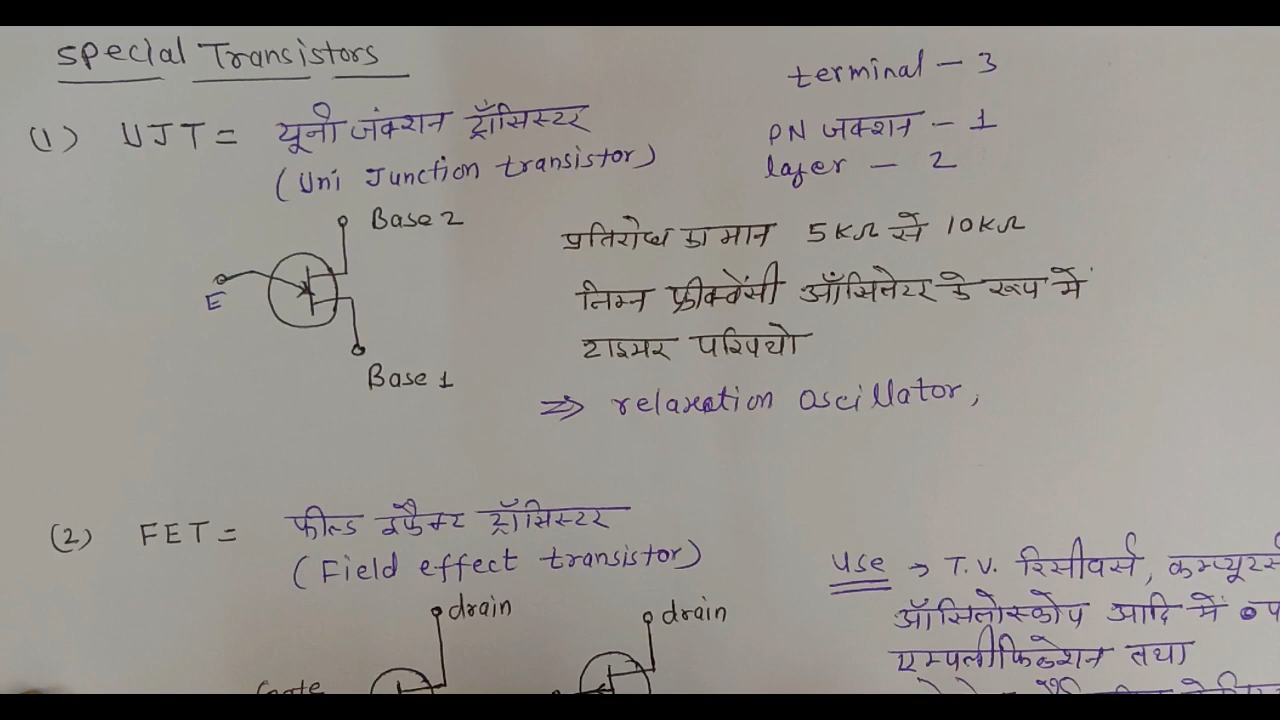 Special Transistors
terminal - 3
(1) UJT = यूनी जंक्शन ट्रॉंसिस्टर
(Uni Junction transistor)
PN जक्शन - 1
layer - 2
Base 2
E
Base 1
प्रतिरोध का मान 5KΩ से 10KΩ
निम्न फ्रीक्वेंसी ऑसिलेटर के रूप में
टाइमर परिपथो
⇒ relaxation oscillator,
(2) FET = फील्ड इफैक्ट ट्रॉंसिस्टर
(Field effect transistor)
drain
drain
use → T.V. रिसीवर्स, कम्प्यूटर्स
ऑसिलोस्कोप आदि में
एम्पलीफिकेशन तथा